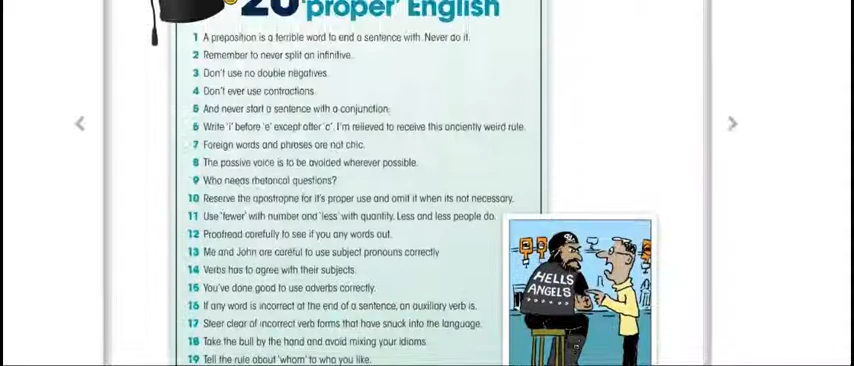 20 'proper' English
1 A preposition is a terrible word to end a sentence with. Never do it.
2 Remember to never split an infinitive.
3 Don't use no double negatives.
4 Don't ever use contractions.
5 And never start a sentence with a conjunction.
6 Write 'i' before 'e' except after 'c'. I'm relieved to receive this anciently weird rule.
7 Foreign words and phrases are not chic.
8 The passive voice is to be avoided wherever possible.
9 Who needs rhetorical questions?
10 Reserve the apostrophe for it's proper use and omit it when its not necessary.
11 Use 'fewer' with number and 'less' with quantity. Less and less people do.
12 Proofread carefully to see if you any words out.
13 Me and John are careful to use subject pronouns correctly.
14 Verbs has to agree with their subjects.
15 You've done good to use adverbs correctly.
16 If any word is incorrect at the end of a sentence, an auxiliary verb is.
17 Steer clear of incorrect verb forms that have snuck into the language.
18 Take the bull by the hand and avoid mixing your idioms.
19 Tell the rule about 'whom' to who you like.
HELLS
ANGELS